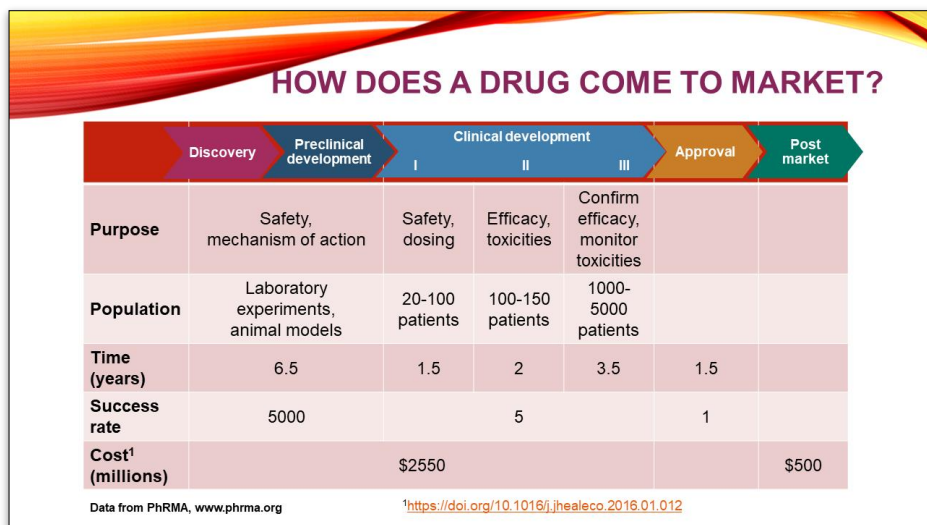 HOW DOES A DRUG COME TO MARKET?
Discovery
Preclinical
development
Clinical development
I II III
Approval
Post
market
Purpose
Safety,
mechanism of action
Safety,
dosing
Efficacy,
toxicities
Confirm
efficacy,
monitor
toxicities
Population
Laboratory
experiments,
animal models
20-100
patients
100-150
patients
1000-
5000
patients
Time
(years)
6.5
1.5
2
3.5
1.5
Success
rate
5000
5
1
Cost¹
(millions)
$2550
$500
Data from PhRMA, www.phrma.org
¹https://doi.org/10.1016/j.jhealeco.2016.01.012